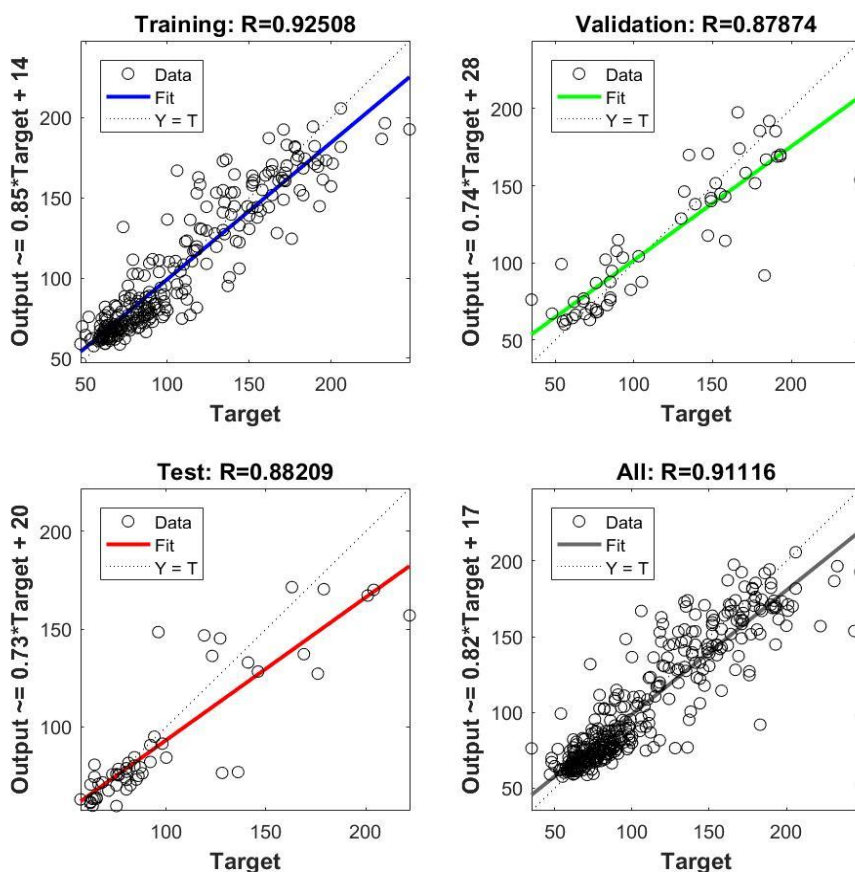 Training: R=0.92508
Output ~= 0.85*Target + 14
Data
Fit
Y = T
200
150
100
50
50
100
150
200
Target
Validation: R=0.87874
Output ~= 0.74*Target + 28
Data
Fit
Y = T
200
150
100
50
50
100
150
200
Target
Test: R=0.88209
Output ~= 0.73*Target + 20
Data
Fit
Y = T
200
150
100
100
150
200
Target
All: R=0.91116
Output ~= 0.82*Target + 17
Data
Fit
Y = T
200
150
100
50
50
100
150
200
Target